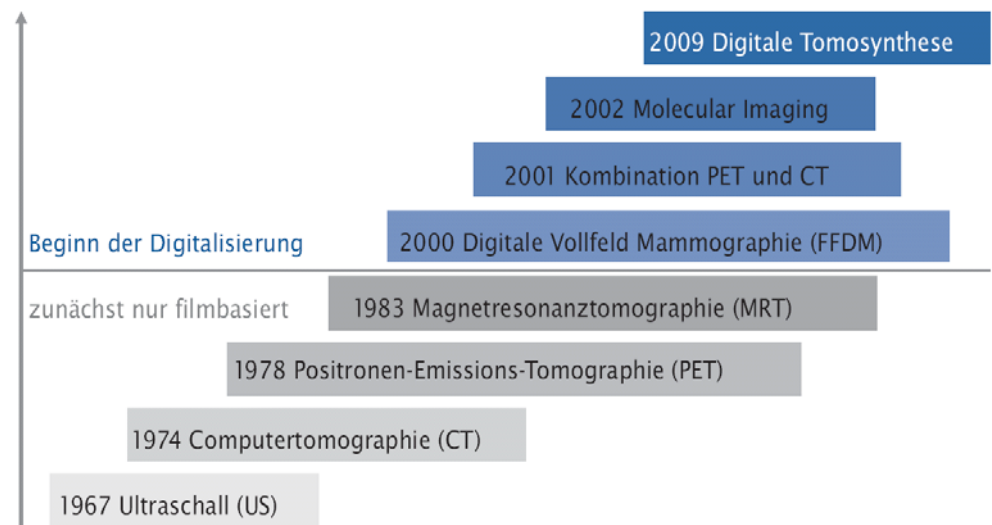 2009 Digitale Tomosynthese
2002 Molecular Imaging
2001 Kombination PET und CT
Beginn der Digitalisierung
2000 Digitale Vollfeld Mammographie (FFDM)
zunächst nur filmbasiert
1983 Magnetresonanztomographie (MRT)
1978 Positronen-Emissions-Tomographie (PET)
1974 Computertomographie (CT)
1967 Ultraschall (US)